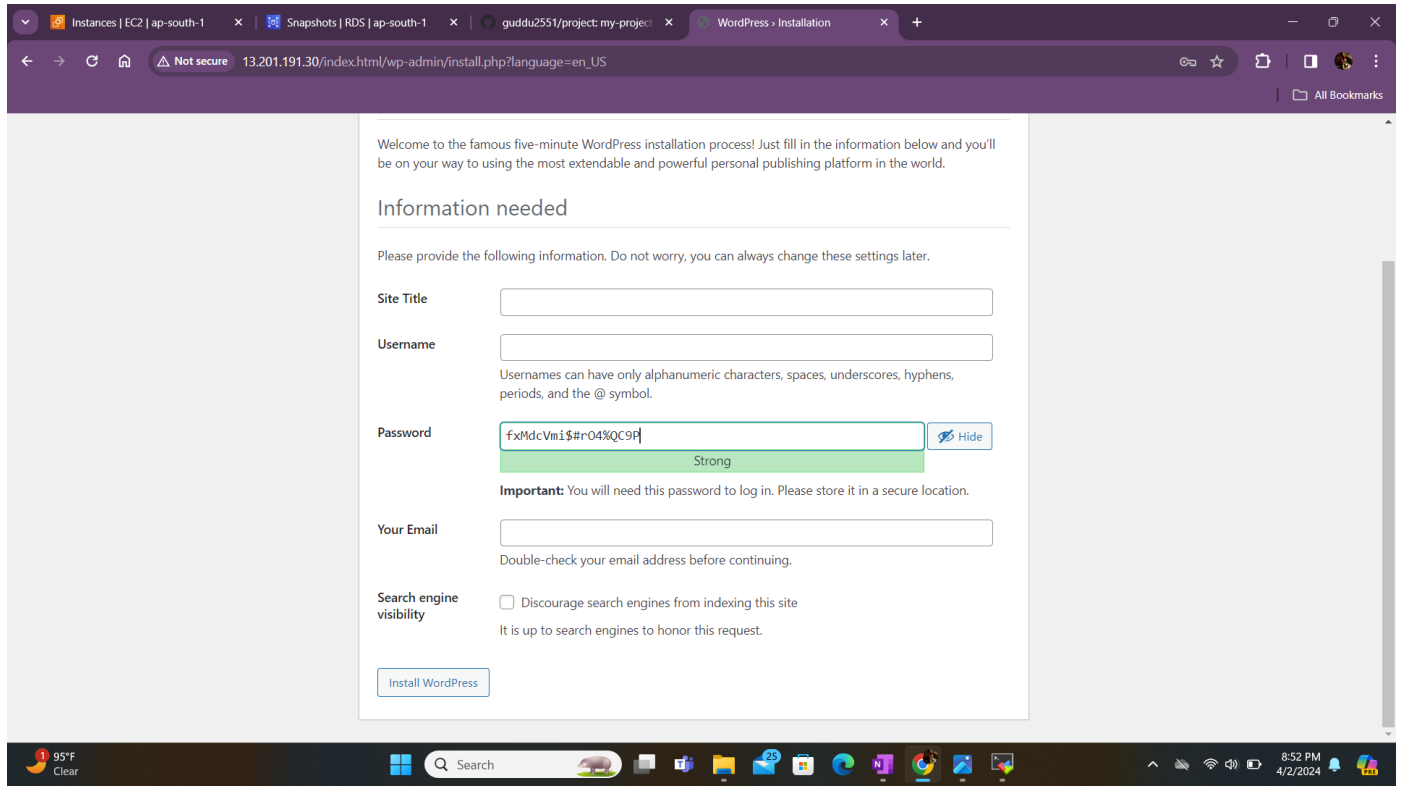 Instances | EC2 | ap-south-1
Snapshots | RDS | ap-south-1
guddu2551/project: my-project
WordPress › Installation
Not secure
13.201.191.30/index.html/wp-admin/install.php?language=en_US
All Bookmarks
Welcome to the famous five-minute WordPress installation process! Just fill in the information below and you'll
be on your way to using the most extendable and powerful personal publishing platform in the world.
Information needed
Please provide the following information. Do not worry, you can always change these settings later.
Site Title
Username
Usernames can have only alphanumeric characters, spaces, underscores, hyphens,
periods, and the @ symbol.
Password
fxMdcVmi$#rO4%QC9P
Hide
Strong
Important: You will need this password to log in. Please store it in a secure location.
Your Email
Double-check your email address before continuing.
Search engine
visibility
Discourage search engines from indexing this site
It is up to search engines to honor this request.
Install WordPress
1
95°F
Clear
Search
25
N
8:52 PM
4/2/2024
PRE